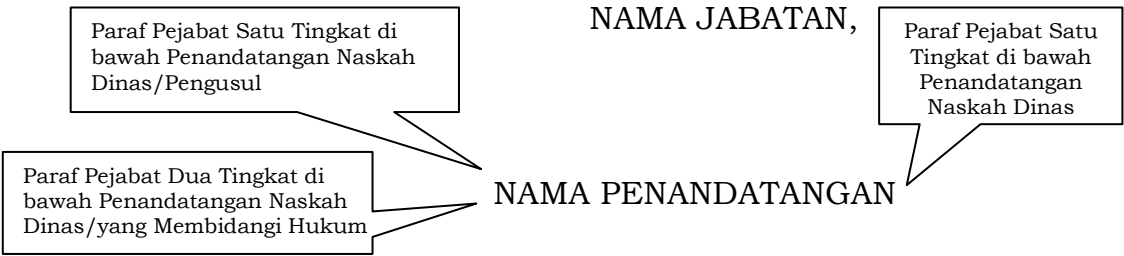 Paraf Pejabat Satu Tingkat di
bawah Penandatangan Naskah
Dinas/Pengusul
NAMA JABATAN,
Paraf Pejabat Satu
Tingkat di bawah
Penandatangan
Naskah Dinas
Paraf Pejabat Dua Tingkat di
bawah Penandatangan Naskah
Dinas/yang Membidangi Hukum
NAMA PENANDATANGAN